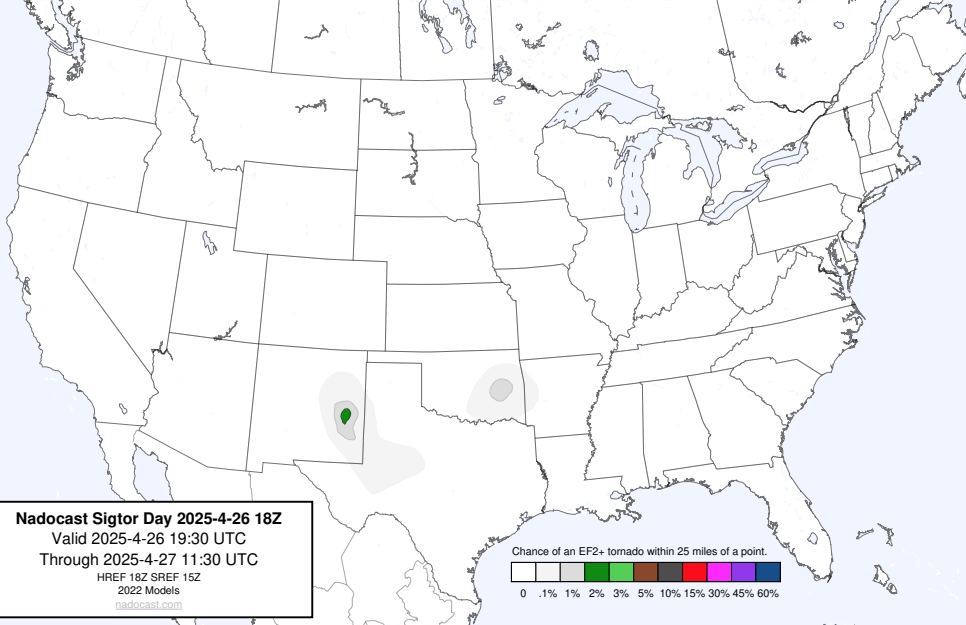 Nadocast Sigtor Day 2025-4-26 18Z
Valid 2025-4-26 19:30 UTC
Through 2025-4-27 11:30 UTC
HREF 18Z SREF 15Z
2022 Models
nadocast.com
Chance of an EF2+ tornado within 25 miles of a point.
0 .1% 1% 2% 3% 5% 10% 15% 30% 45% 60%